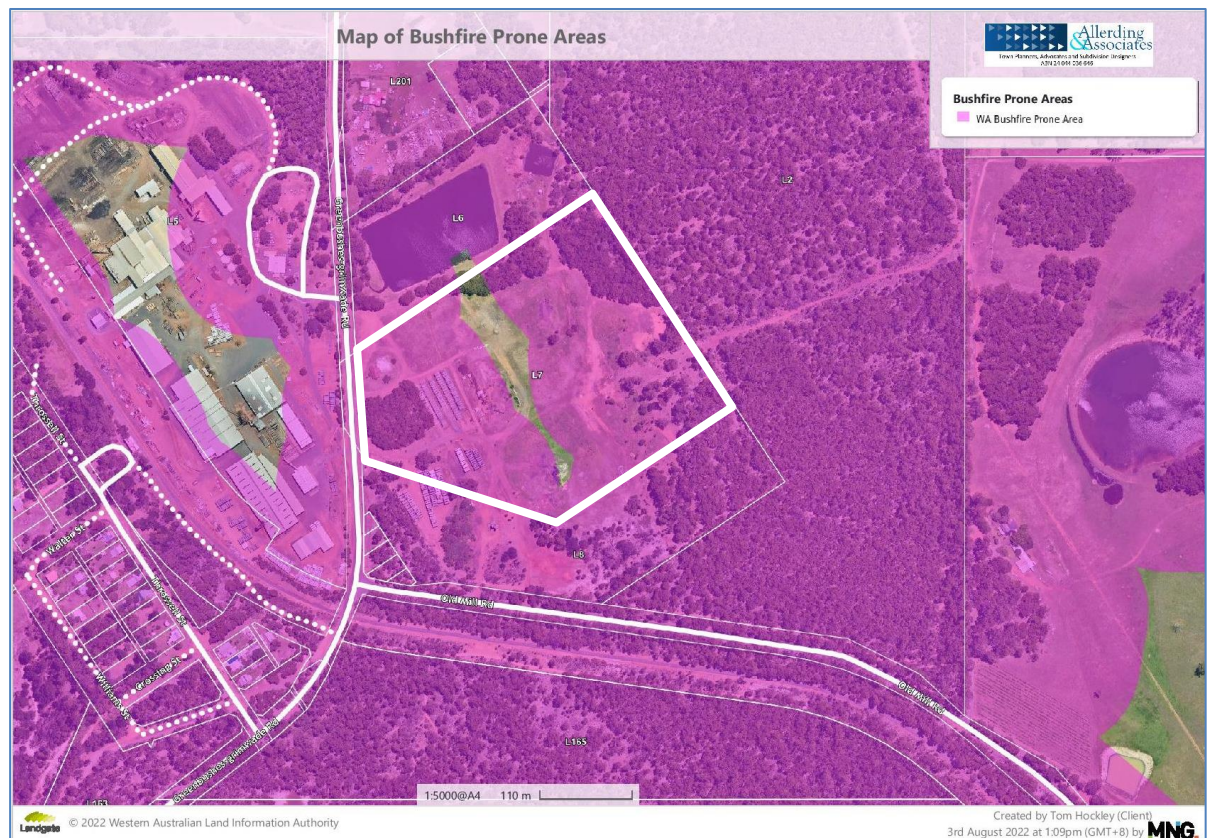 Map of Bushfire Prone Areas
Allerding
&Associates
Town Planners, Advocates and Subdivision Designers
Bushfire Prone Areas
WA Bushfire Prone Area
L201
L2
L6
L5
L7
L8
Walter St
Old Mill Rd
Old Mill Rd
L165
1:5000@A4 110 m
Landgate
© 2022 Western Australian Land Information Authority
Created by Tom Hockley (Client)
3rd August 2022 at 1:09pm (GMT+8) by MNG